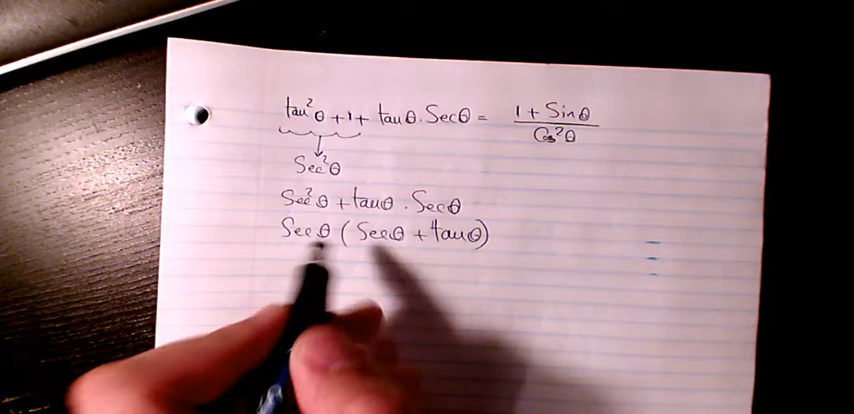 tan²θ + 1 + tanθ . Secθ = (1 + Sinθ)/(Cos²θ)
Sec²θ
Sec²θ + tanθ . Secθ
Secθ (Secθ + tanθ)